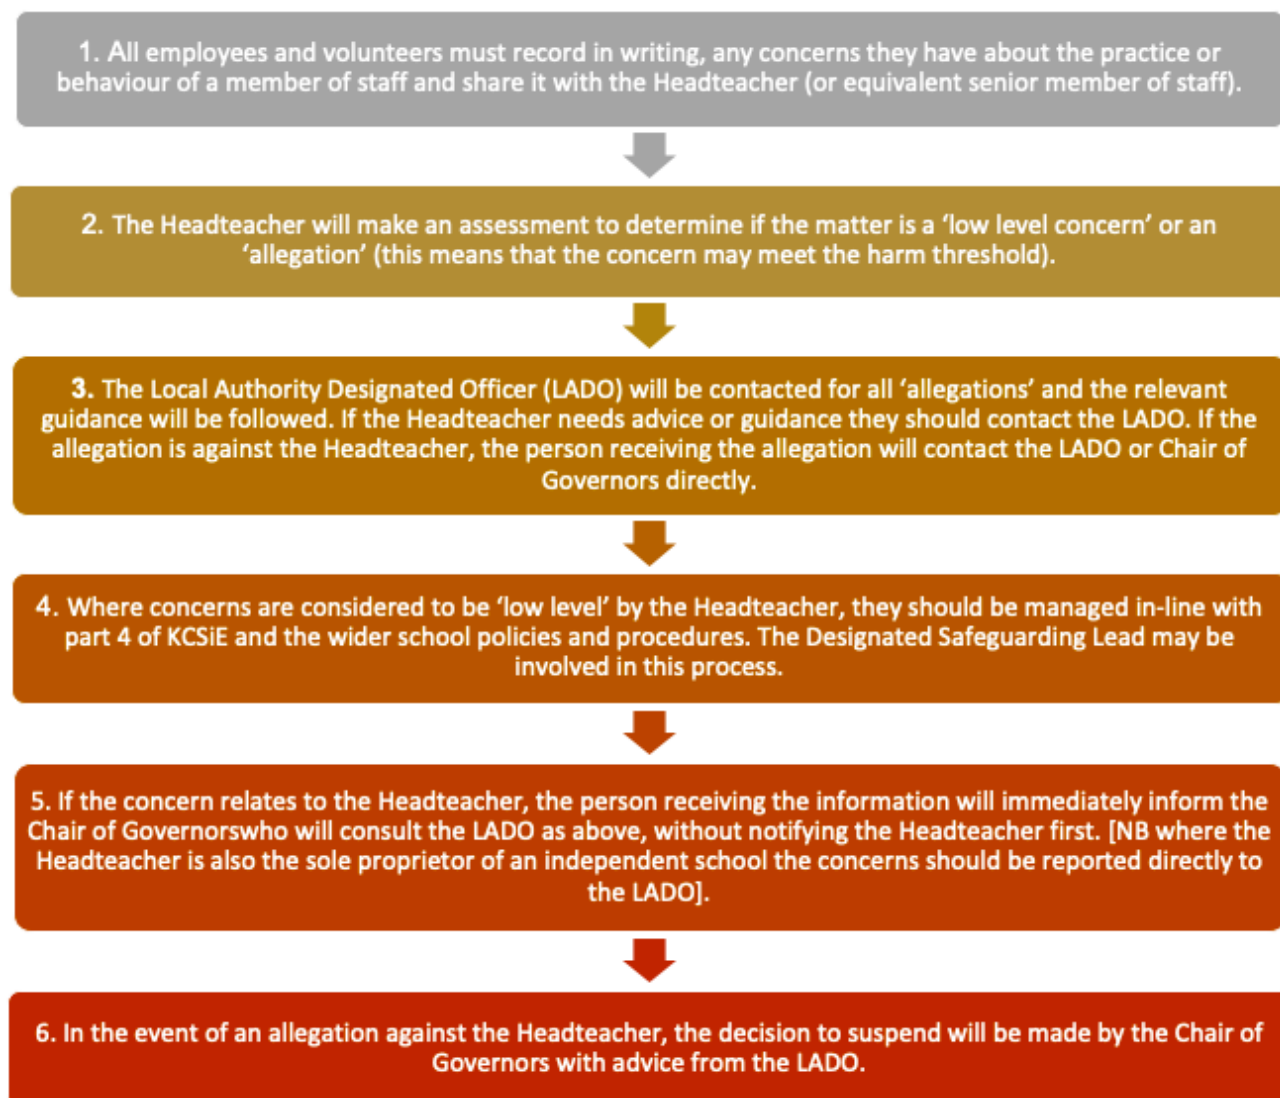 1. All employees and volunteers must record in writing, any concerns they have about the practice or
behaviour of a member of staff and share it with the Headteacher (or equivalent senior member of staff).
2. The Headteacher will make an assessment to determine if the matter is a ‘low level concern’ or an
‘allegation’ (this means that the concern may meet the harm threshold).
3. The Local Authority Designated Officer (LADO) will be contacted for all ‘allegations’ and the relevant
guidance will be followed. If the Headteacher needs advice or guidance they should contact the LADO. If the
allegation is against the Headteacher, the person receiving the allegation will contact the LADO or Chair of
Governors directly.
4. Where concerns are considered to be ‘low level’ by the Headteacher, they should be managed in-line with
part 4 of KCSiE and the wider school policies and procedures. The Designated Safeguarding Lead may be
involved in this process.
5. If the concern relates to the Headteacher, the person receiving the information will immediately inform the
Chair of Governorswho will consult the LADO as above, without notifying the Headteacher first. [NB where the
Headteacher is also the sole proprietor of an independent school the concerns should be reported directly to
the LADO].
6. In the event of an allegation against the Headteacher, the decision to suspend will be made by the Chair of
Governors with advice from the LADO.